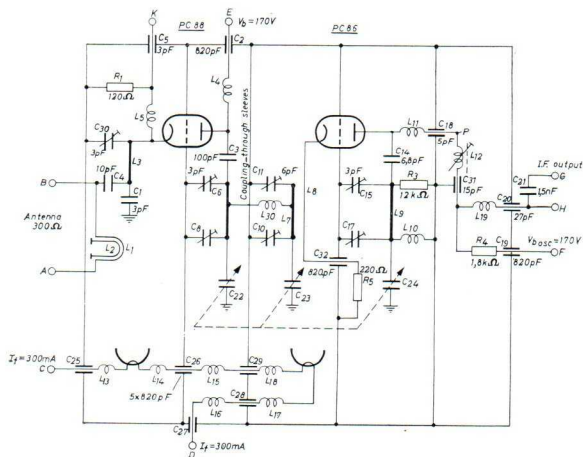 K
E
V_b=170V
PC 88
PC 86
C5
3pF
C2
820pF
R1
120Ω
L5
L4
C30
3pF
L3
C3
100pF
Coupling-through sleeves
L8
L11
C18
5pF
P
L12
C14
6,8pF
R3
12kΩ
C31
15pF
C21
1,5nF
I.F. output
G
H
C20
27pF
L19
B
10pF
C4
C1
3pF
Antenna
300Ω
L2
L1
A
3pF
C6
C11
6pF
L30
L7
C8
C10
3pF
C15
L9
L10
C17
R4
1,8kΩ
C19
820pF
V_b osc=170V
F
C22
C23
C32
820pF
220Ω
R5
C24
I_f=300mA
C
C25
L13
L14
C26
L15
C29
L18
5x820pF
C28
L16
L17
C27
I_f=300mA
D